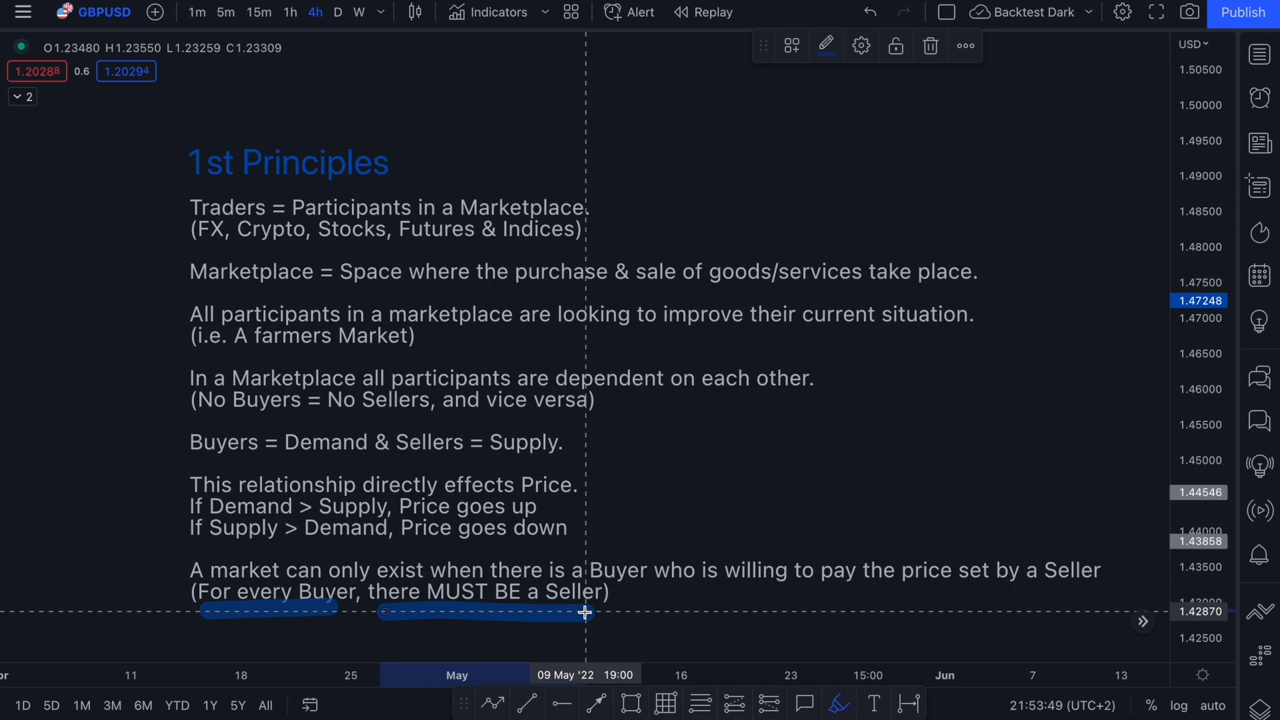 GBPUSD 1m 5m 15m 1h 4h D W Indicators Alert Replay Backtest Dark Publish
O1.23480 H1.23550 L1.23259 C1.23309
1.20288 0.6 1.20294
2
USD
1.50500
1.50000
1.49500
1.49000
1.48500
1.48000
1.47500
1.47248
1.47000
1.46500
1.46000
1.45500
1.45000
1.44546
1.44000
1.43858
1.43500
1.42870
1.42500
1st Principles
Traders = Participants in a Marketplace.
(FX, Crypto, Stocks, Futures & Indices)
Marketplace = Space where the purchase & sale of goods/services take place.
All participants in a marketplace are looking to improve their current situation.
(i.e. A farmers Market)
In a Marketplace all participants are dependent on each other.
(No Buyers = No Sellers, and vice versa)
Buyers = Demand & Sellers = Supply.
This relationship directly effects Price.
If Demand > Supply, Price goes up
If Supply > Demand, Price goes down
A market can only exist when there is a Buyer who is willing to pay the price set by a Seller
(For every Buyer, there MUST BE a Seller)
11 18 25 May 09 May '22 19:00 16 23 15:00 Jun 7 13
1D 5D 1M 3M 6M YTD 1Y 5Y All 21:53:49 (UTC+2) % log auto